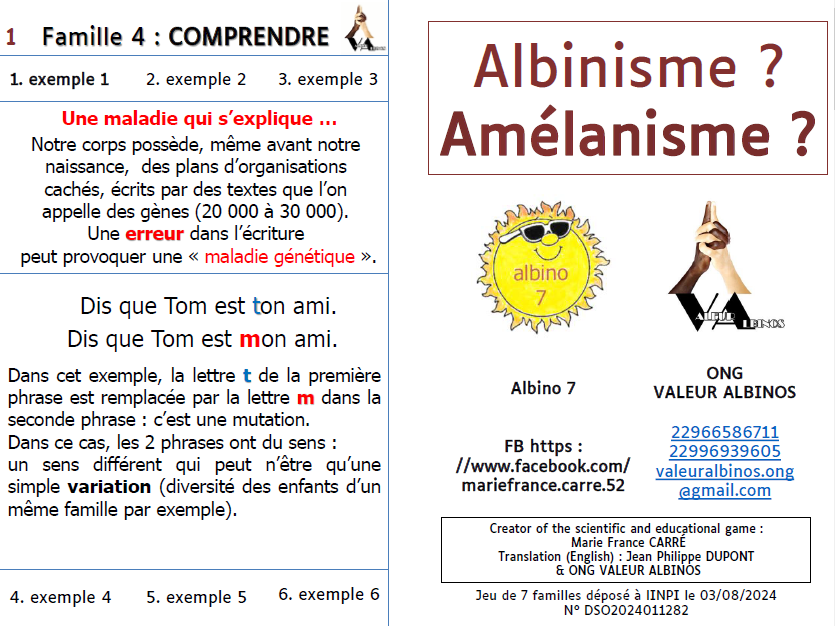 1 Famille 4 : COMPRENDRE
1. exemple 1 2. exemple 2 3. exemple 3
Une maladie qui s’explique …
Notre corps possède, même avant notre
naissance, des plans d’organisations
cachés, écrits par des textes que l’on
appelle des gènes (20 000 à 30 000).
Une erreur dans l’écriture
peut provoquer une « maladie génétique ».
Dis que Tom est ton ami.
Dis que Tom est mon ami.
Dans cet exemple, la lettre t de la première
phrase est remplacée par la lettre m dans la
seconde phrase : c’est une mutation.
Dans ce cas, les 2 phrases ont du sens :
un sens différent qui peut n’être qu’une
simple variation (diversité des enfants d’un
même famille par exemple).
4. exemple 4 5. exemple 5 6. exemple 6
Albinisme ?
Amélanisme ?
albino
7
VALEUR ALBINOS
Albino 7
FB https :
//www.facebook.com/
mariefrance.carre.52
ONG
VALEUR ALBINOS
22966586711
22996939605
valeuralbinos.ong
@gmail.com
Creator of the scientific and educational game :
Marie France CARRÉ
Translation (English) : Jean Philippe DUPONT
& ONG VALEUR ALBINOS
Jeu de 7 familles déposé à lINPI le 03/08/2024
N° DSO2024011282